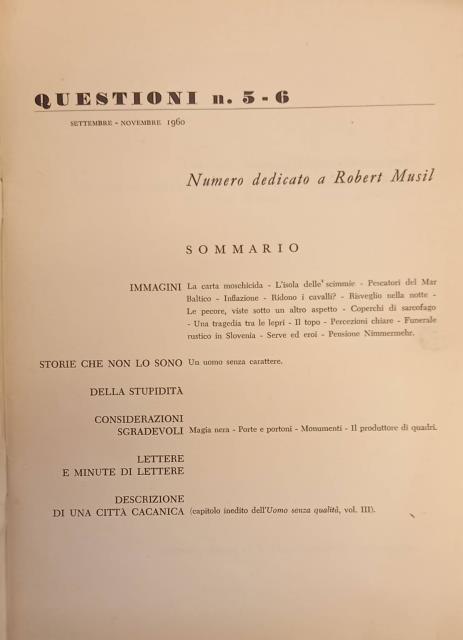 QUESTIONI n. 5 - 6
SETTEMBRE - NOVEMBRE 1960
Numero dedicato a Robert Musil
SOMMARIO
IMMAGINI La carta moschicida - L'isola delle scimmie - Pescatori del Mar
Baltico - Inflazione - Ridono i cavalli? - Risveglio nella notte -
Le pecore, viste sotto un altro aspetto - Coperchi di sarcofago
- Una tragedia tra le lepri - Il topo - Percezioni chiare - Funerale
rustico in Slovenia - Serve ed eroi - Pensione Nimmermehr.
STORIE CHE NON LO SONO Un uomo senza carattere.
DELLA STUPIDITÀ
CONSIDERAZIONI
SGRADEVOLI Magia nera - Porte e portoni - Monumenti - Il produttore di quadri.
LETTERE
E MINUTE DI LETTERE
DESCRIZIONE
DI UNA CITTÀ CACANICA (capitolo inedito dell'Uomo senza qualità, vol. III).